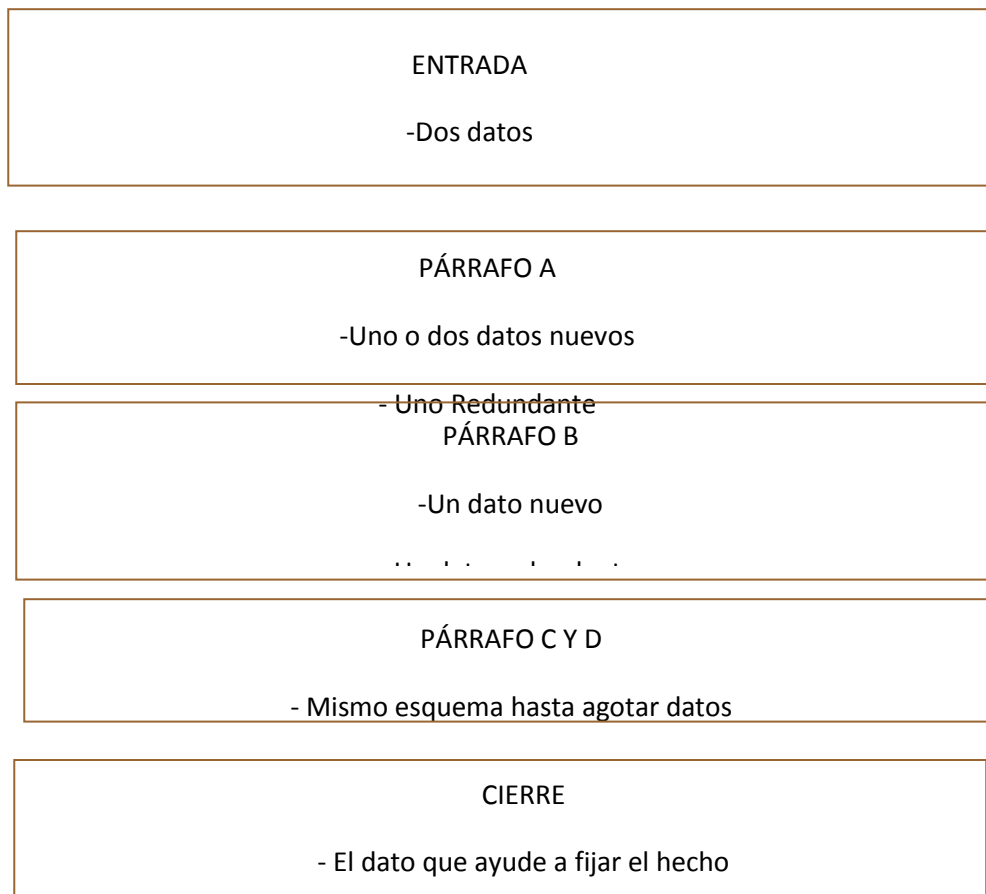 ENTRADA
-Dos datos
PÁRRAFO A
-Uno o dos datos nuevos
- Uno Redundante
PÁRRAFO B
-Un dato nuevo
PÁRRAFO C Y D
- Mismo esquema hasta agotar datos
CIERRE
- El dato que ayude a fijar el hecho